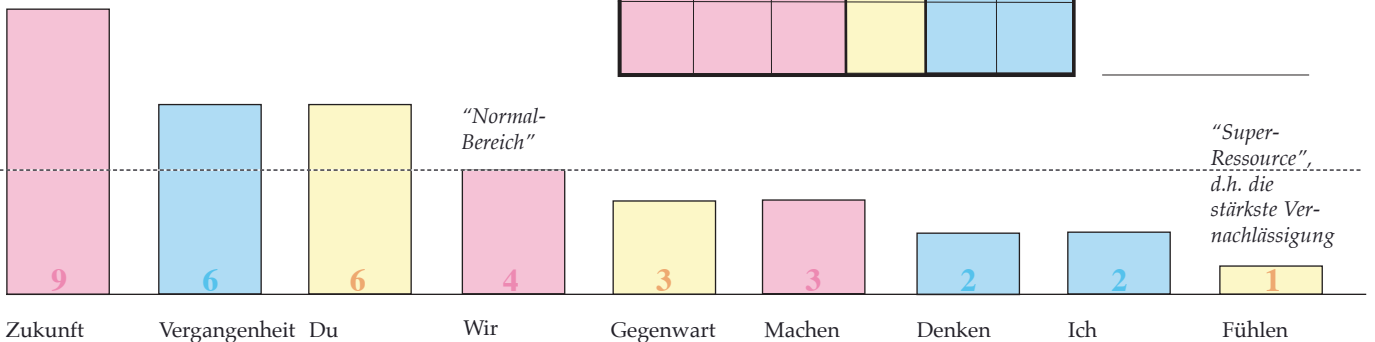 “Normal-
Bereich”
“Super-
Ressource”,
d.h. die
stärkste Ver-
nachlässigung
9
6
6
4
3
3
2
2
1
Zukunft
Vergangenheit
Du
Wir
Gegenwart
Machen
Denken
Ich
Fühlen